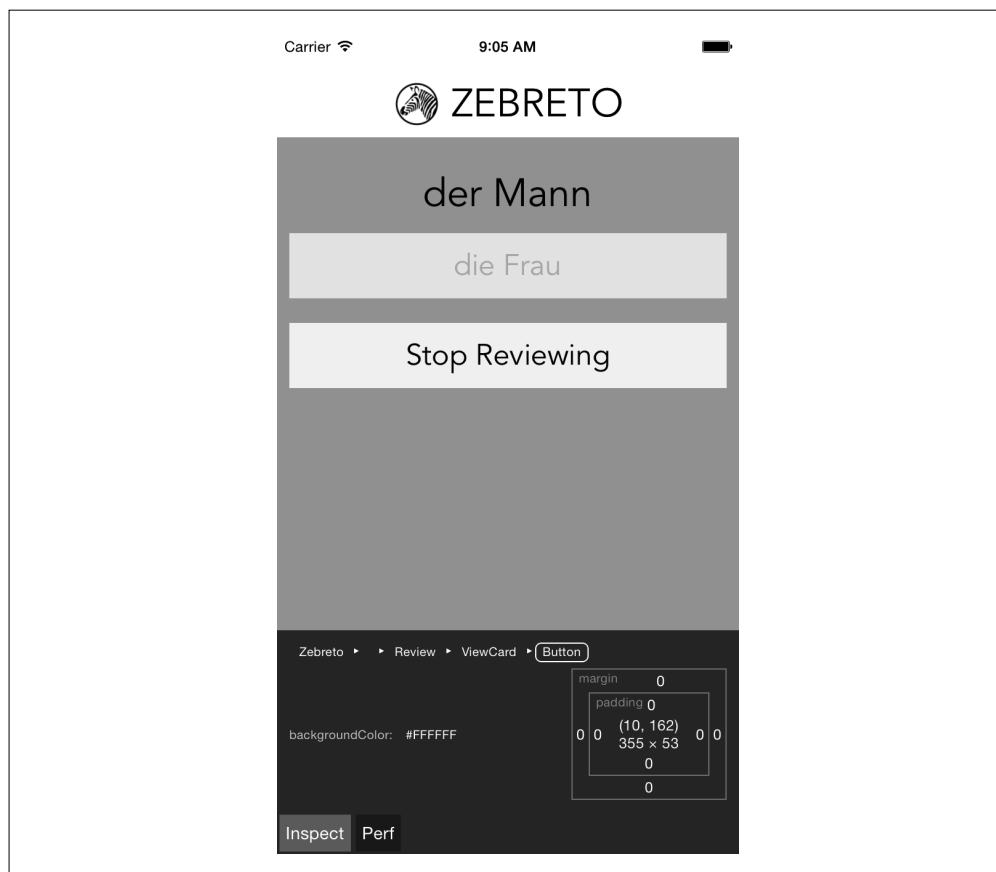 Carrier 9:05 AM
ZEBRETO
der Mann
die Frau
Stop Reviewing
Zebreto ▸ ▸ Review ▸ ViewCard ▸ Button
margin 0
padding 0
backgroundColor: #FFFFFF
0 0 (10, 162) 0 0
355 × 53
0
0
Inspect Perf